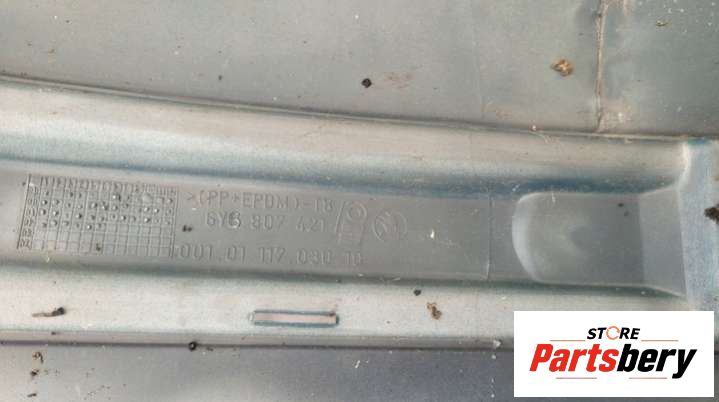 >(PP+EPDM)-T8
6Y6 807 421
001.01 117.030 10
STORE
Partsbery